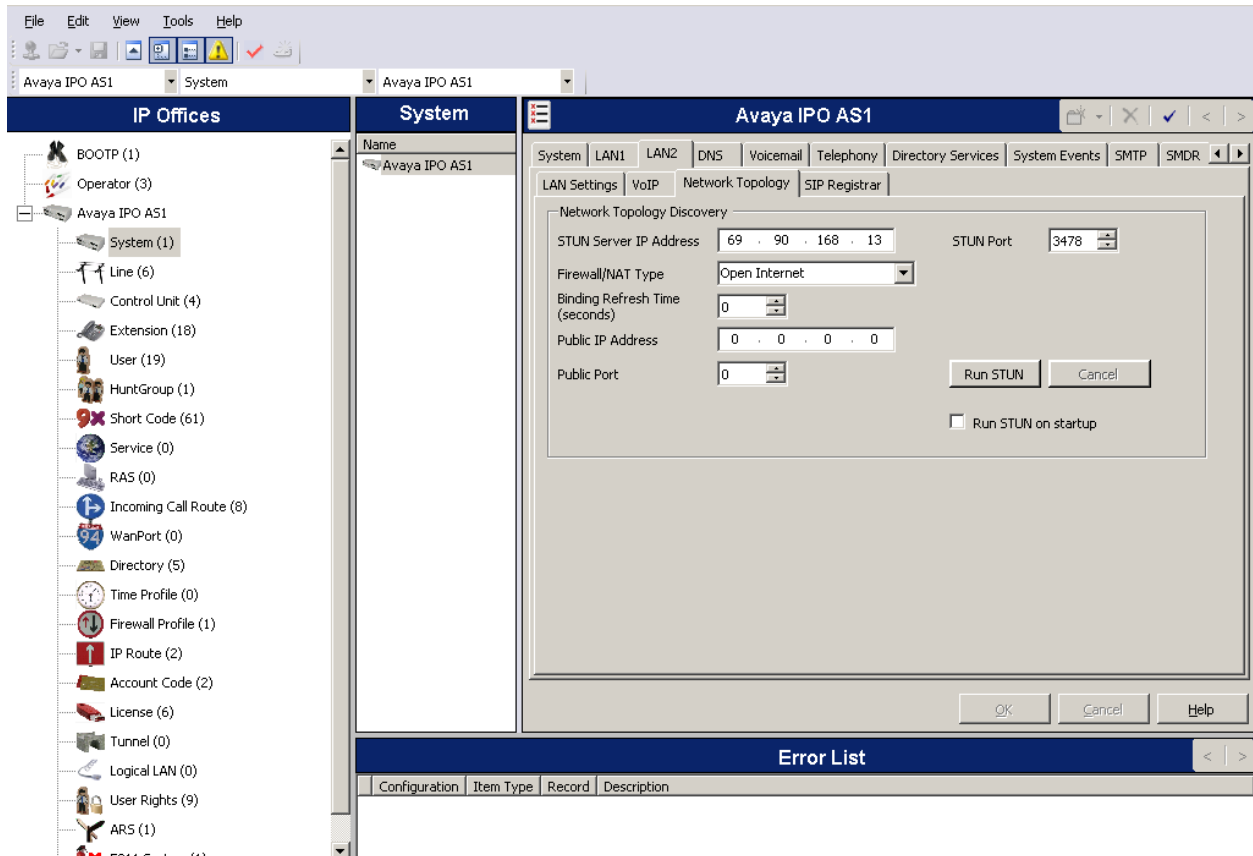 File Edit View Tools Help
Avaya IPO AS1 System Avaya IPO AS1
IP Offices
BOOTP (1)
Operator (3)
Avaya IPO AS1
System (1)
Line (6)
Control Unit (4)
Extension (18)
User (19)
HuntGroup (1)
Short Code (61)
Service (0)
RAS (0)
Incoming Call Route (8)
WanPort (0)
Directory (5)
Time Profile (0)
Firewall Profile (1)
IP Route (2)
Account Code (2)
License (6)
Tunnel (0)
Logical LAN (0)
User Rights (9)
ARS (1)
System
Name
Avaya IPO AS1
Avaya IPO AS1
System LAN1 LAN2 DNS Voicemail Telephony Directory Services System Events SMTP SMDR
LAN Settings VoIP Network Topology SIP Registrar
Network Topology Discovery
STUN Server IP Address 69 . 90 . 168 . 13 STUN Port 3478
Firewall/NAT Type Open Internet
Binding Refresh Time
(seconds) 0
Public IP Address 0 . 0 . 0 . 0
Public Port 0 Run STUN Cancel
Run STUN on startup
OK Cancel Help
Error List < >
Configuration Item Type Record Description